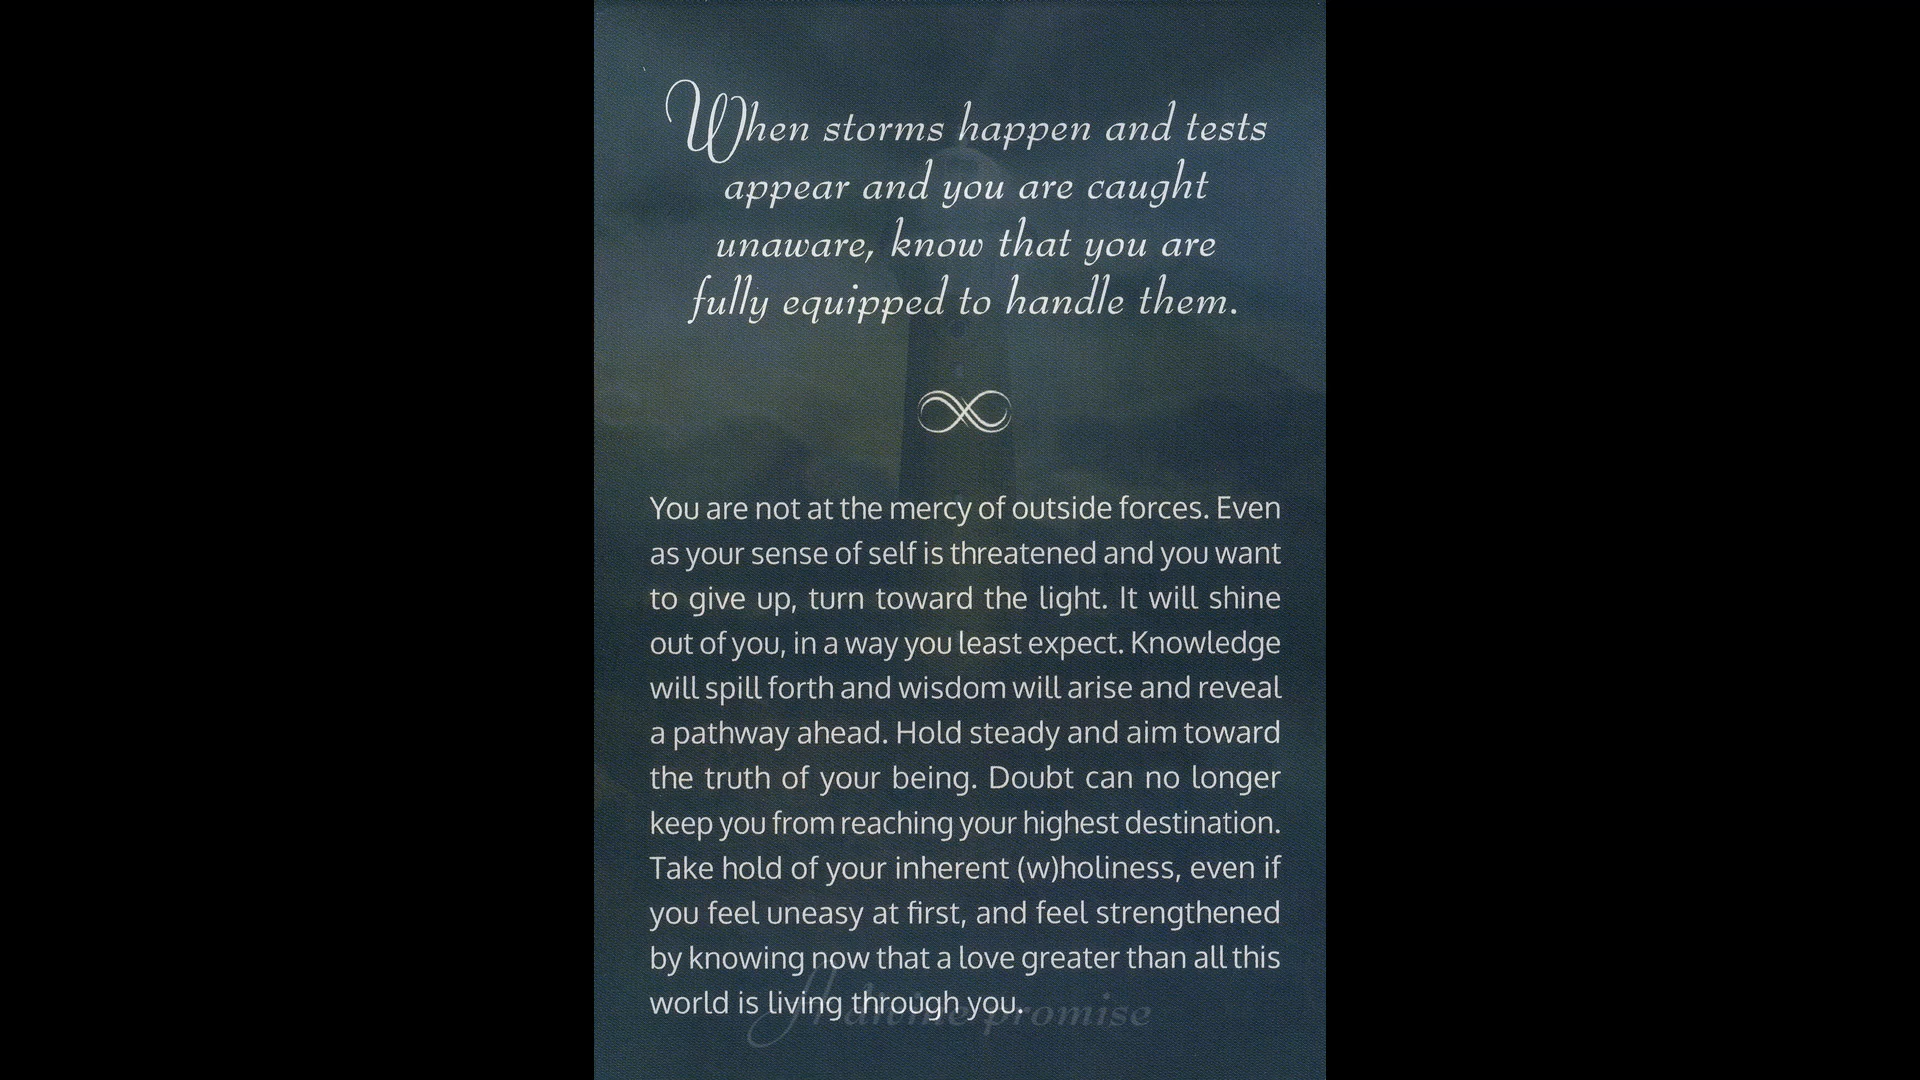 When storms happen and tests
appear and you are caught
unaware, know that you are
fully equipped to handle them.
You are not at the mercy of outside forces. Even
as your sense of self is threatened and you want
to give up, turn toward the light. It will shine
out of you, in a way you least expect. Knowledge
will spill forth and wisdom will arise and reveal
a pathway ahead. Hold steady and aim toward
the truth of your being. Doubt can no longer
keep you from reaching your highest destination.
Take hold of your inherent (w)holiness, even if
you feel uneasy at first, and feel strengthened
by knowing now that a love greater than all this
world is living through you.
A divine promise